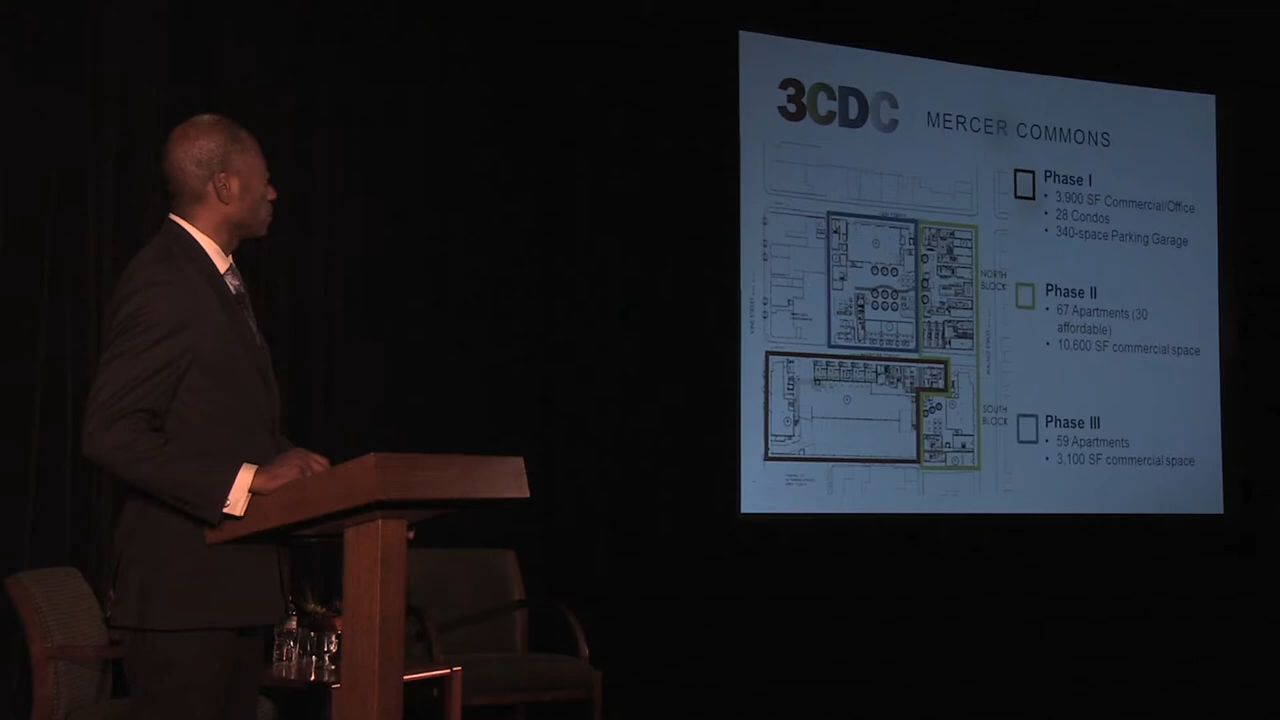 3CDC
MERCER COMMONS
Phase I
• 3,900 SF Commercial/Office
• 28 Condos
• 340-space Parking Garage
NORTH
BLOCK
Phase II
• 67 Apartments (30
affordable)
• 10,600 SF commercial space
SOUTH
BLOCK
Phase III
• 59 Apartments
• 3,100 SF commercial space